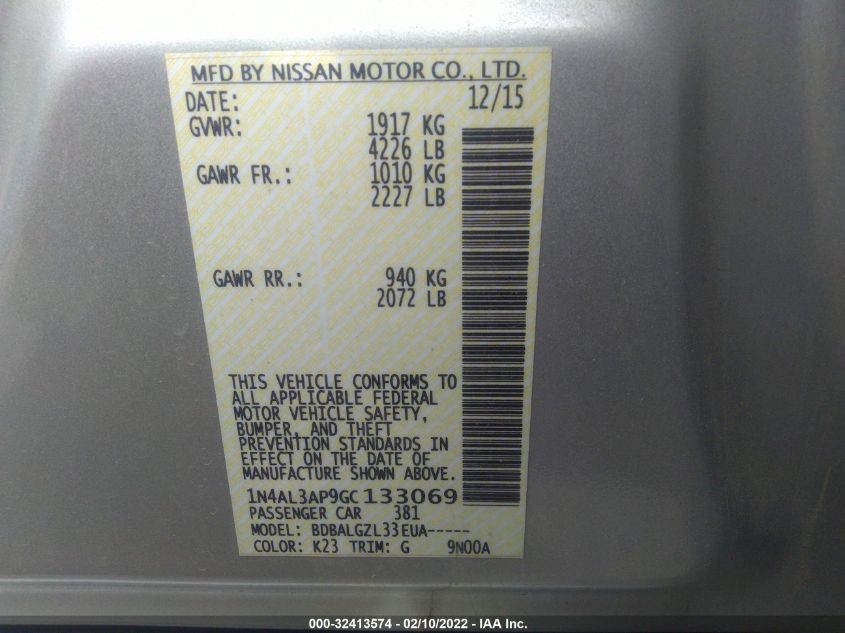 MFD BY NISSAN MOTOR CO., LTD.
DATE: 12/15
GVWR: 1917 KG
4226 LB
GAWR FR.: 1010 KG
2227 LB
GAWR RR.: 940 KG
2072 LB
THIS VEHICLE CONFORMS TO
ALL APPLICABLE FEDERAL
MOTOR VEHICLE SAFETY,
BUMPER, AND THEFT
PREVENTION STANDARDS IN
EFFECT ON THE DATE OF
MANUFACTURE SHOWN ABOVE.
1N4AL3AP9GC133069
PASSENGER CAR 381
MODEL: BDBALGZL33EUA-----
COLOR: K23 TRIM: G 9N00A
000-32413574 — 02/10/2022 — IAA Inc.